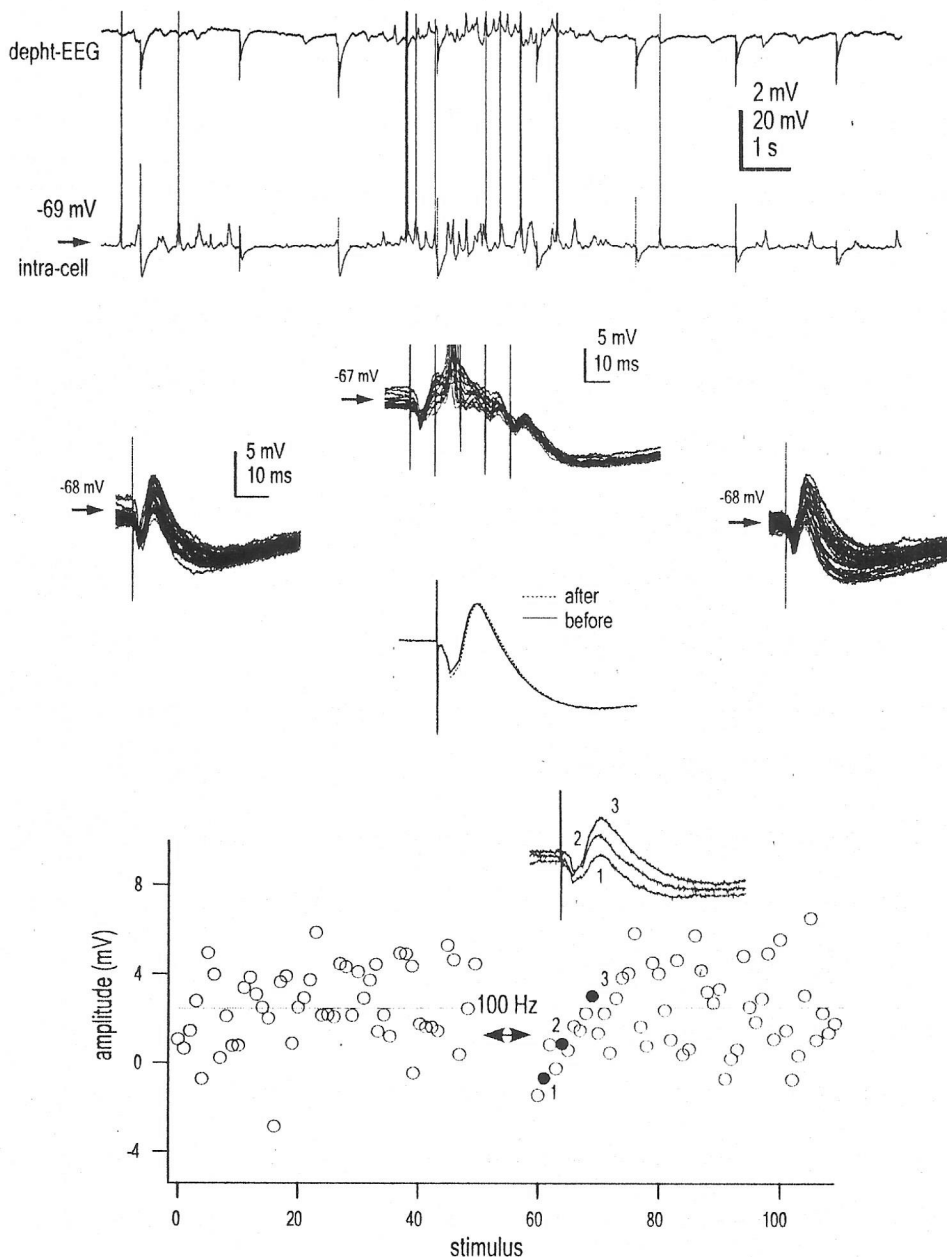 depht-EEG
2 mV
20 mV
1 s
-69 mV
intra-cell
5 mV
10 ms
-67 mV
5 mV
10 ms
-68 mV
-68 mV
after
before
3
2
1
8
4
0
-4
amplitude (mV)
100 Hz
3
2
1
0 20 40 60 80 100
stimulus